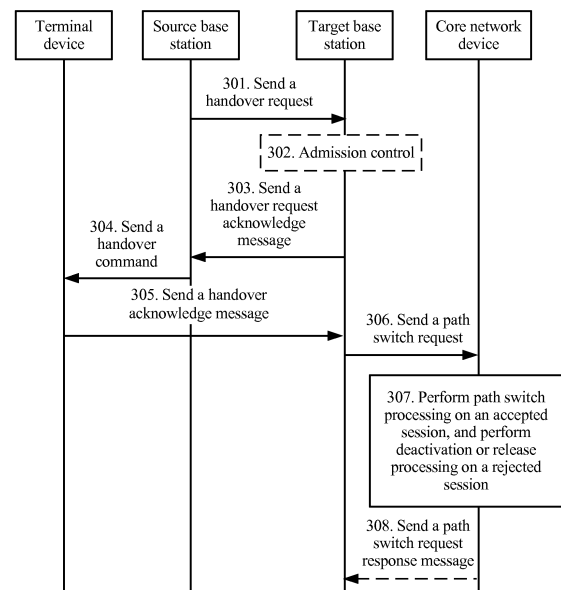 Terminal
device
Source base
station
Target base
station
Core network
device
301. Send a
handover request
302. Admission control
303. Send a
handover request
acknowledge
message
304. Send a
handover
command
305. Send a handover
acknowledge message
306. Send a path
switch request
307. Perform path switch
processing on an accepted
session, and perform
deactivation or release
processing on a rejected
session
308. Send a path
switch request
response message